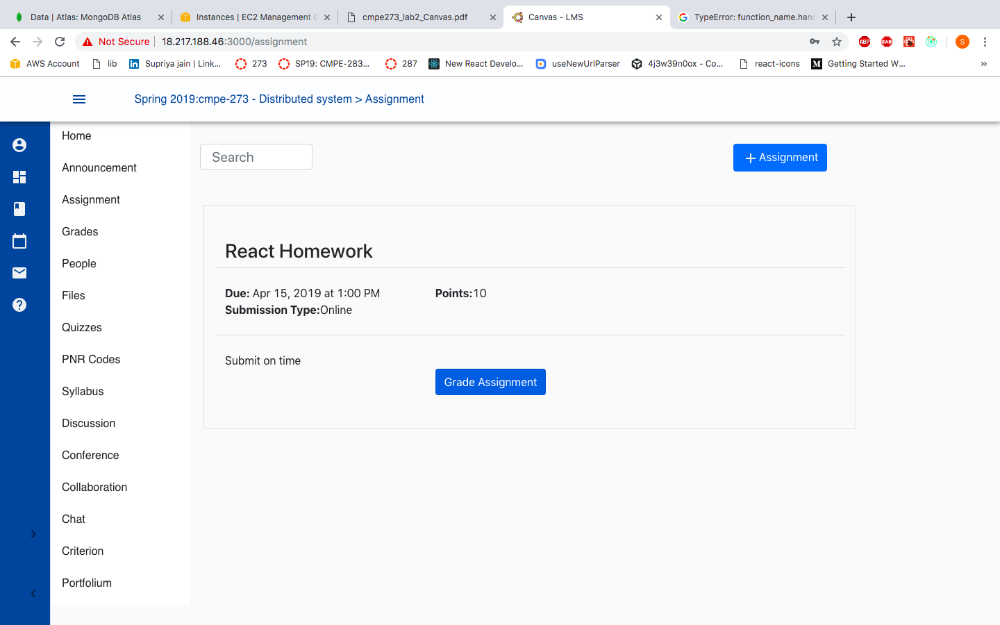 Data | Atlas: MongoDB Atlas
Instances | EC2 Management C
cmpe273_lab2_Canvas.pdf
Canvas - LMS
TypeError: function_name.hand
Not Secure
18.217.188.46:3000/assignment
ABP
EAB
S
AWS Account
lib
Supriya jain | Link...
273
SP19: CMPE-283...
287
New React Develo...
useNewUrlParser
4j3w39n0ox - Co...
react-icons
Getting Started W...
Spring 2019:cmpe-273 - Distributed system > Assignment
Home
Announcement
Assignment
Grades
People
Files
Quizzes
PNR Codes
Syllabus
Discussion
Conference
Collaboration
Chat
Criterion
Portfolium
Search
+ Assignment
React Homework
Due: Apr 15, 2019 at 1:00 PM
Points:10
Submission Type:Online
Submit on time
Grade Assignment